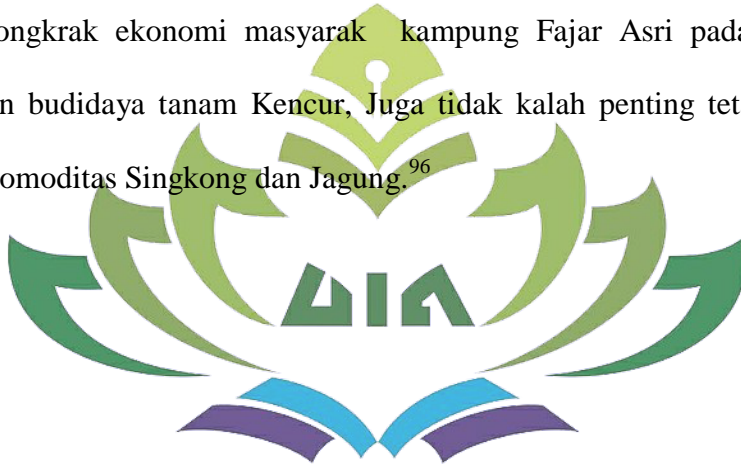 ongkrak ekonomi masyarak kampung Fajar Asri pada
n budidaya tanam Kencur, Juga tidak kalah penting tet
omoditas Singkong dan Jagung.96
UIN